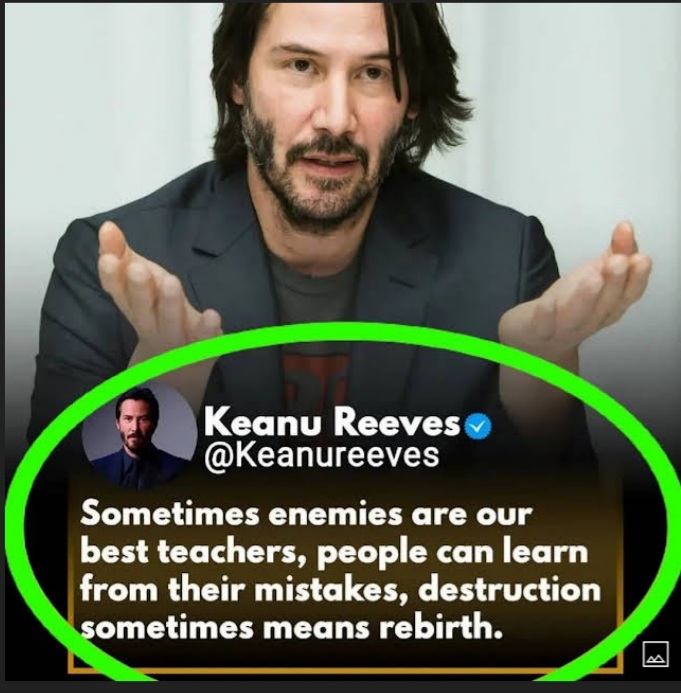 Keanu Reeves
@Keanureeves
Sometimes enemies are our
best teachers, people can learn
from their mistakes, destruction
sometimes means rebirth.